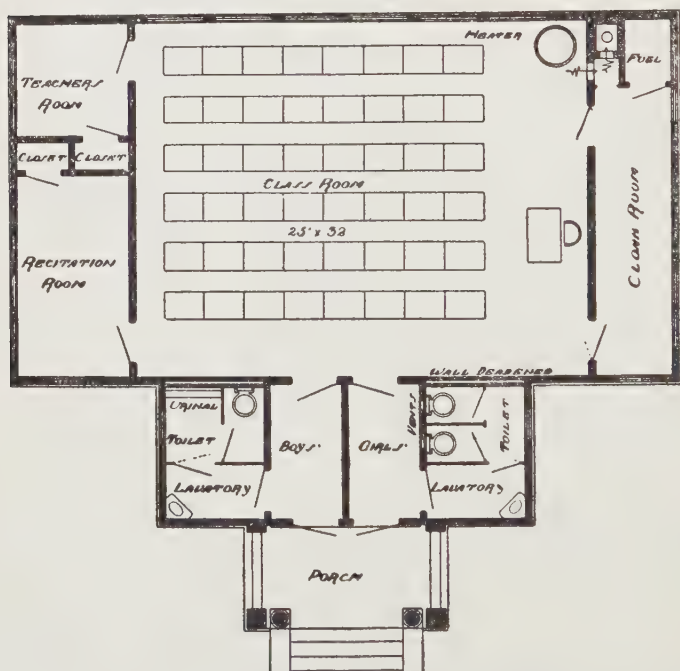 HEATER
FUEL
TEACHERS
ROOM
CLOSET CLOSET
CLASS ROOM
25' x 32
CLOAK ROOM
RECITATION
ROOM
WALL DEADENED
URINAL
VENTS
TOILET
TOILET
BOYS
GIRLS
LAVATORY
LAVATORY
PORCH